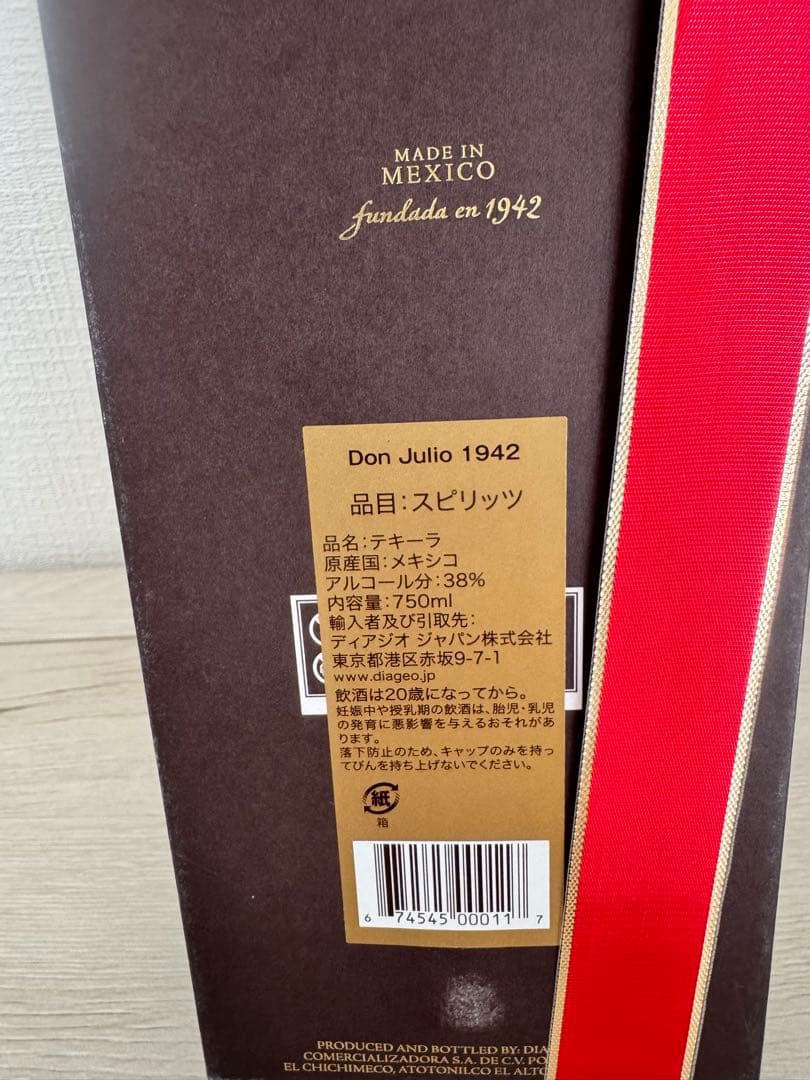 MADE IN
MEXICO
fundada en 1942
Don Julio 1942
品目:スピリッツ
品名:テキーラ
原産国:メキシコ
アルコール分:38%
内容量:750ml
輸入者及び引取先:
ディアジオ ジャパン株式会社
東京都港区赤坂9-7-1
www.diageo.jp
飲酒は20歳になってから。
妊娠中や授乳期の飲酒は、胎児・乳児
の発育に悪影響を与えるおそれがあ
ります。
落下防止のため、キャップのみを持っ
てびんを持ち上げないでください。
紙
箱
6 74545 00011 7
PRODUCED AND BOTTLED BY: DIA
COMERCIALIZADORA S.A. DE C.V. PO
EL CHICHIMECO, ATOTONILCO EL ALTO